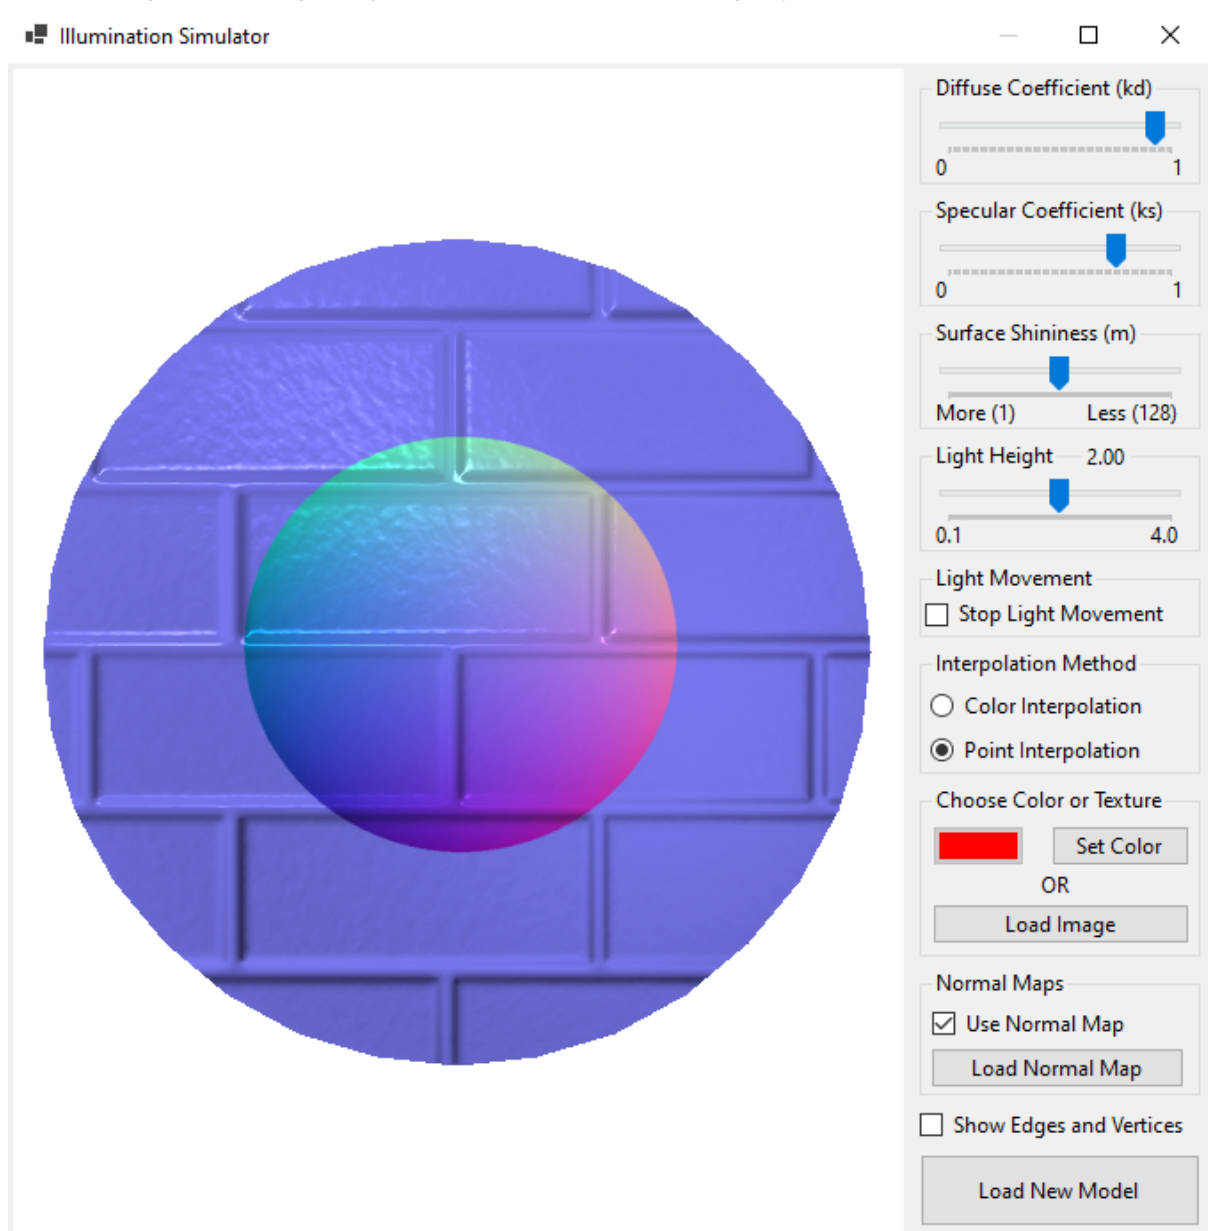 Illumination Simulator
Diffuse Coefficient (kd)
0 1
Specular Coefficient (ks)
0 1
Surface Shininess (m)
More (1) Less (128)
Light Height 2.00
0.1 4.0
Light Movement
Stop Light Movement
Interpolation Method
Color Interpolation
Point Interpolation
Choose Color or Texture
Set Color
OR
Load Image
Normal Maps
Use Normal Map
Load Normal Map
Show Edges and Vertices
Load New Model